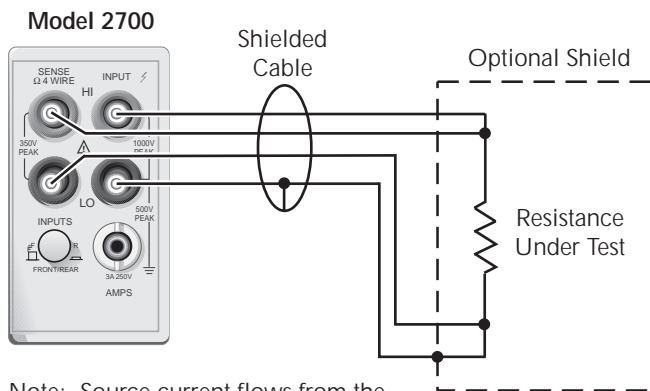 Model 2700
Shielded
Cable
Optional Shield
SENSE
Ω 4 WIRE
INPUT
HI
350V
PEAK
1000V
PEAK
LO
500V
PEAK
INPUTS
F
R
FRONT/REAR
3A 250V
AMPS
Resistance
Under Test
Note: Source current flows from the